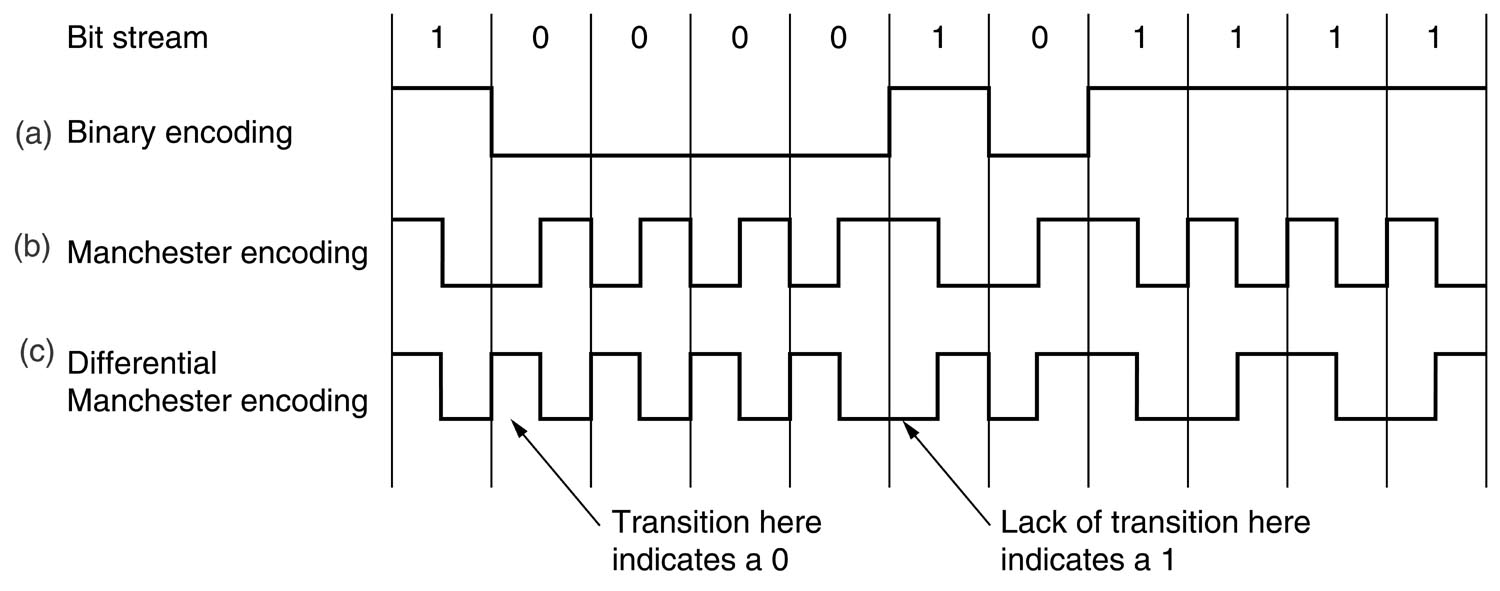 Bit stream 1 0 0 0 0 1 0 1 1 1 1
(a) Binary encoding
(b) Manchester encoding
(c) Differential
Manchester encoding
Transition here
indicates a 0
Lack of transition here
indicates a 1